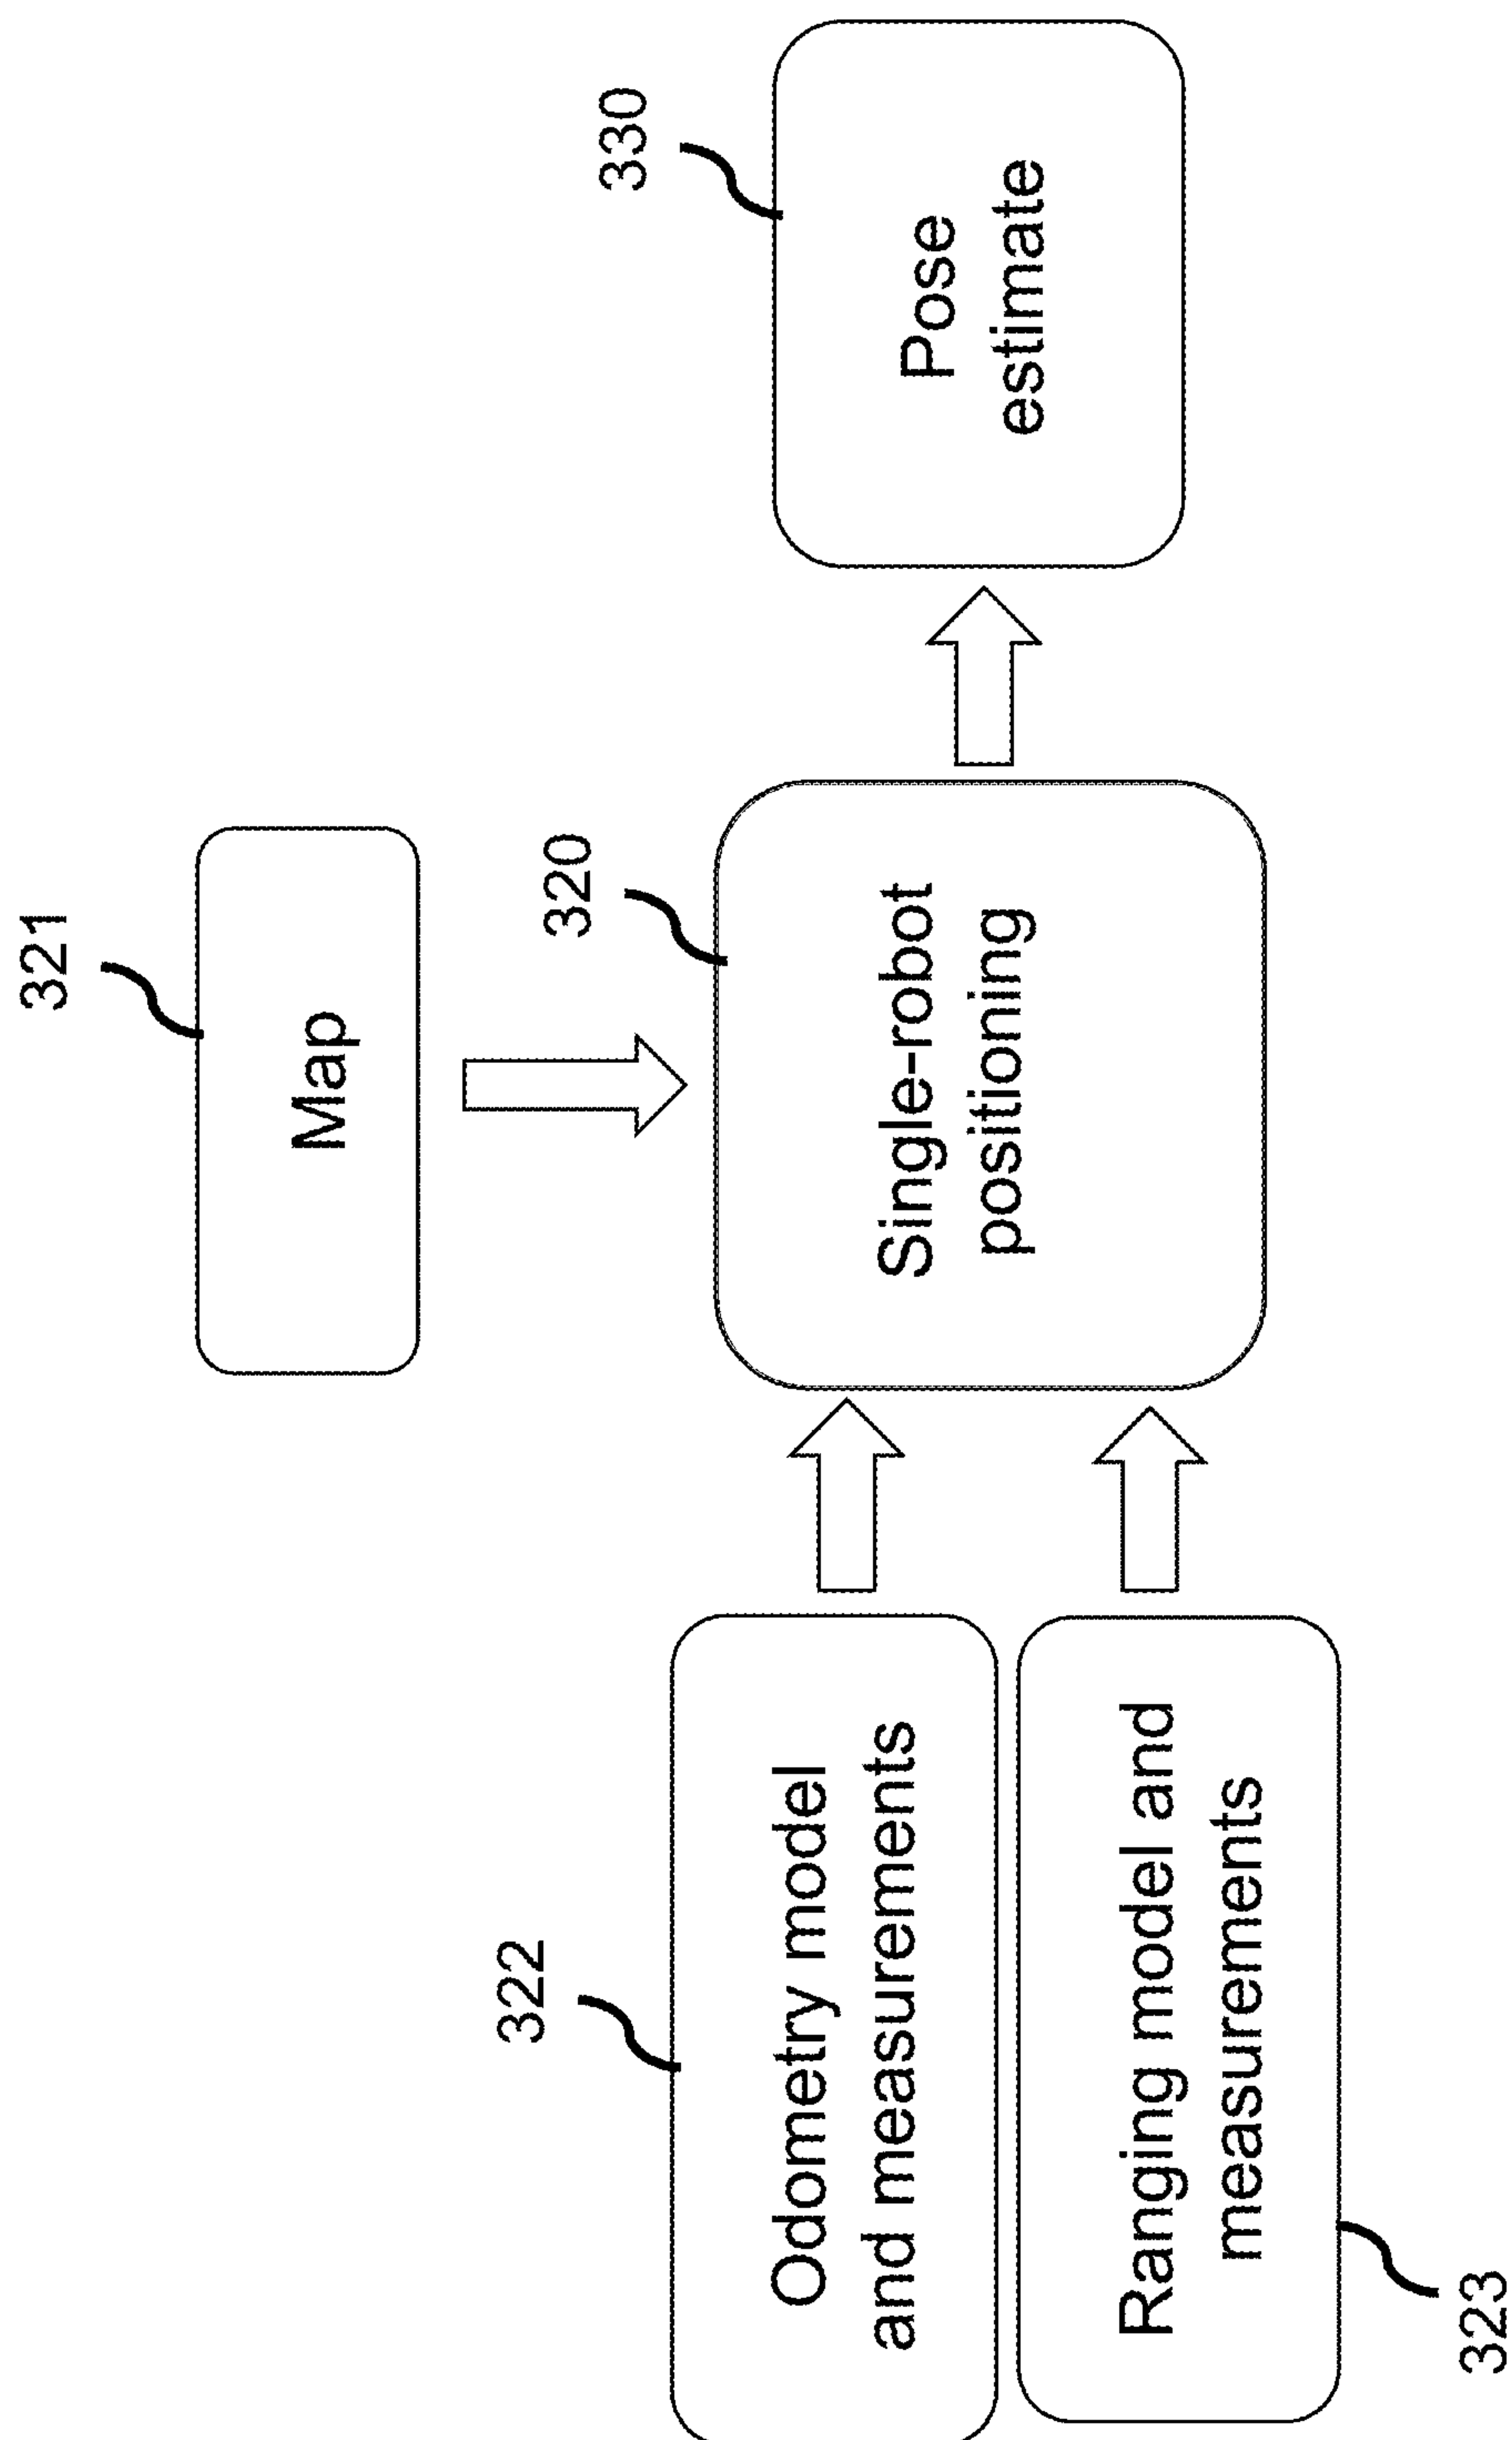 321
Map
320
Single-robot
positioning
330
Pose
estimate
322
Odometry model
and measurements
Ranging model and
measurements
323